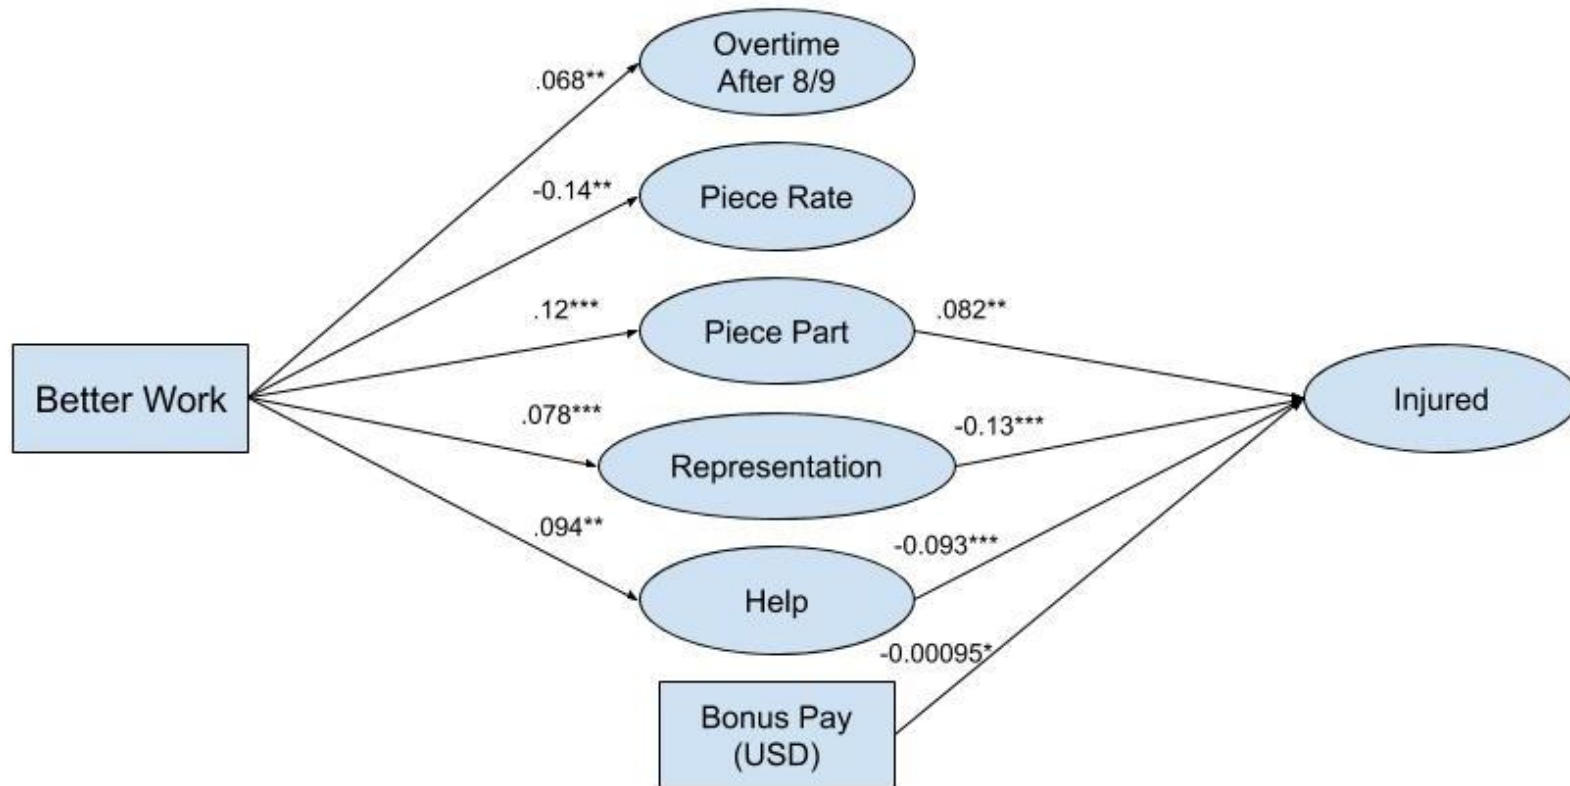 Overtime
After 8/9
.068**
Piece Rate
-0.14**
Piece Part
.12***
.082**
Better Work
Injured
.078***
-0.13***
Representation
.094**
-0.093***
Help
-0.00095*
Bonus Pay
(USD)